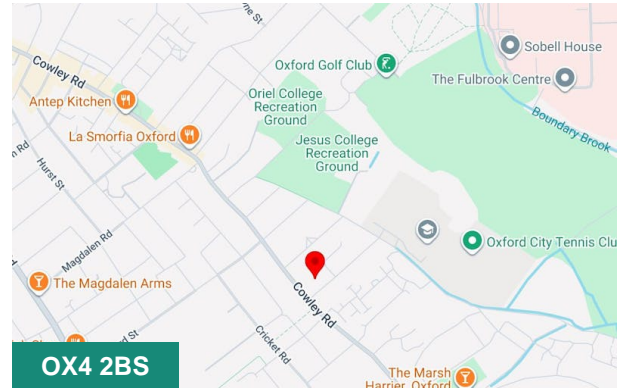 Cowley Rd
Antep Kitchen
La Smorfia Oxford
Oxford Golf Club
Oriel College
Recreation
Ground
Jesus College
Recreation
Ground
Sobell House
The Fulbrook Centre
Boundary Brook
Hurst St
Magdalen Rd
The Magdalen Arms
Oxford City Tennis Clu
Cowley Rd
Cricket Rd
The Marsh
Harrier, Oxford
OX4 2BS